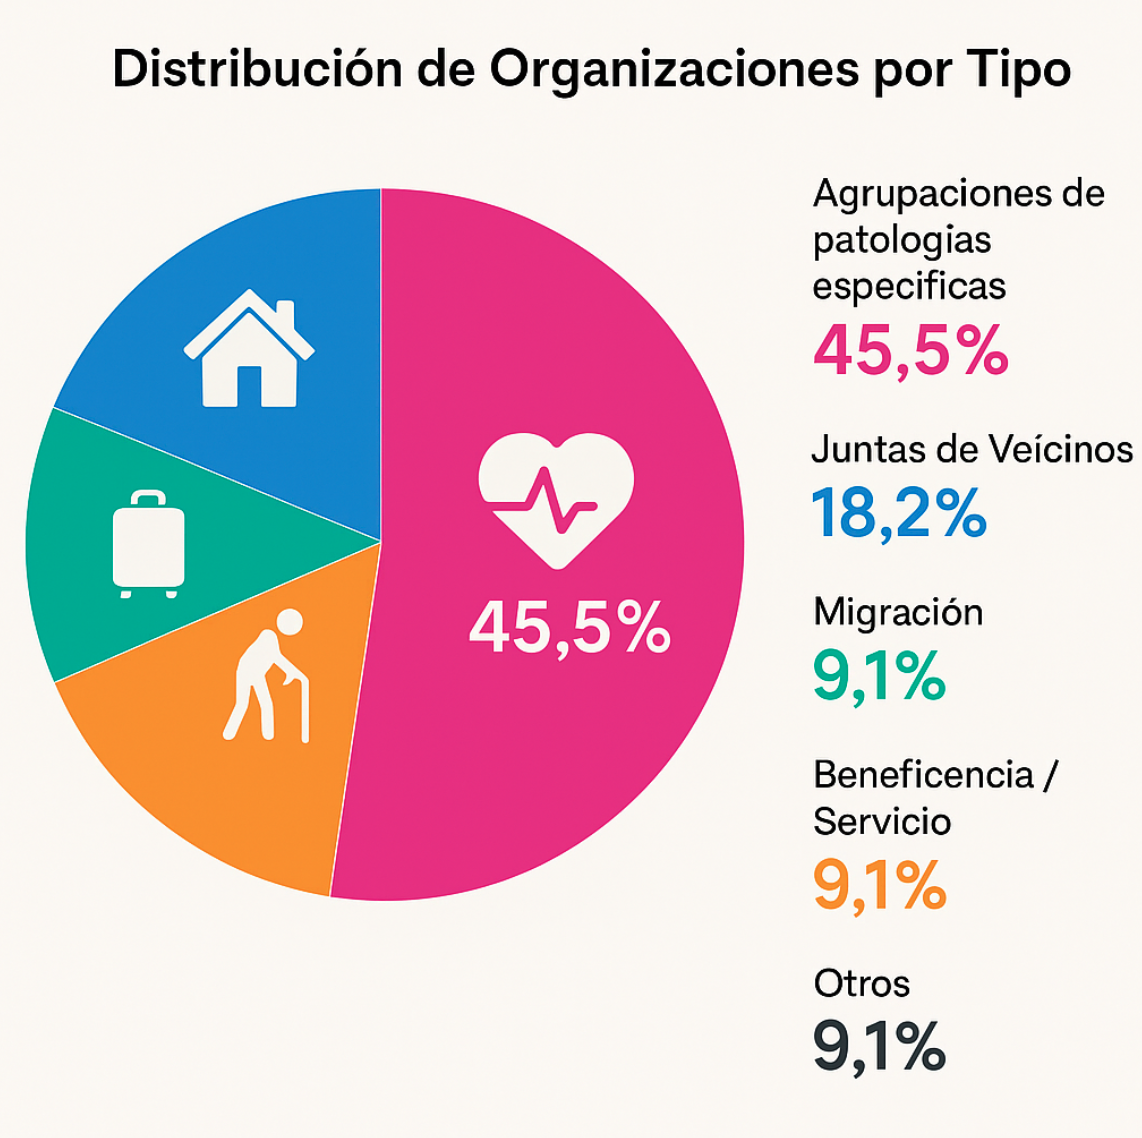 Distribución de Organizaciones por Tipo
Agrupaciones de
patologias
especificas
45,5%
Juntas de Veícinos
18,2%
Migración
9,1%
Beneficencia /
Servicio
9,1%
Otros
9,1%
45,5%